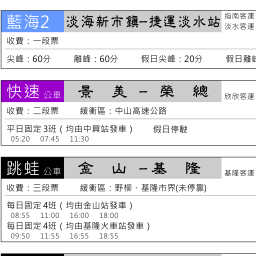 藍海2 淡海新市鎮–捷運淡水站 指南客運
淡水客運
收費：一段票
尖峰：60分 離峰：60分 假日尖峰：20分 假日離
快速公車 景美–榮總 欣欣客運
收費：二段票 緩衝區：中山高速公路
平日固定3班（均由中興站發車） 假日停駛
05:20 07:45 11:30
跳蛙公車 金山–基隆 基隆客運
收費：三段票 緩衝區：野柳、基隆市界(未停靠)
每日固定4班（均由金山站發車）
08:55 11:00 16:00 18:00
每日固定4班（均由基隆火車站發車）
09:50 11:55 16:55 18:55